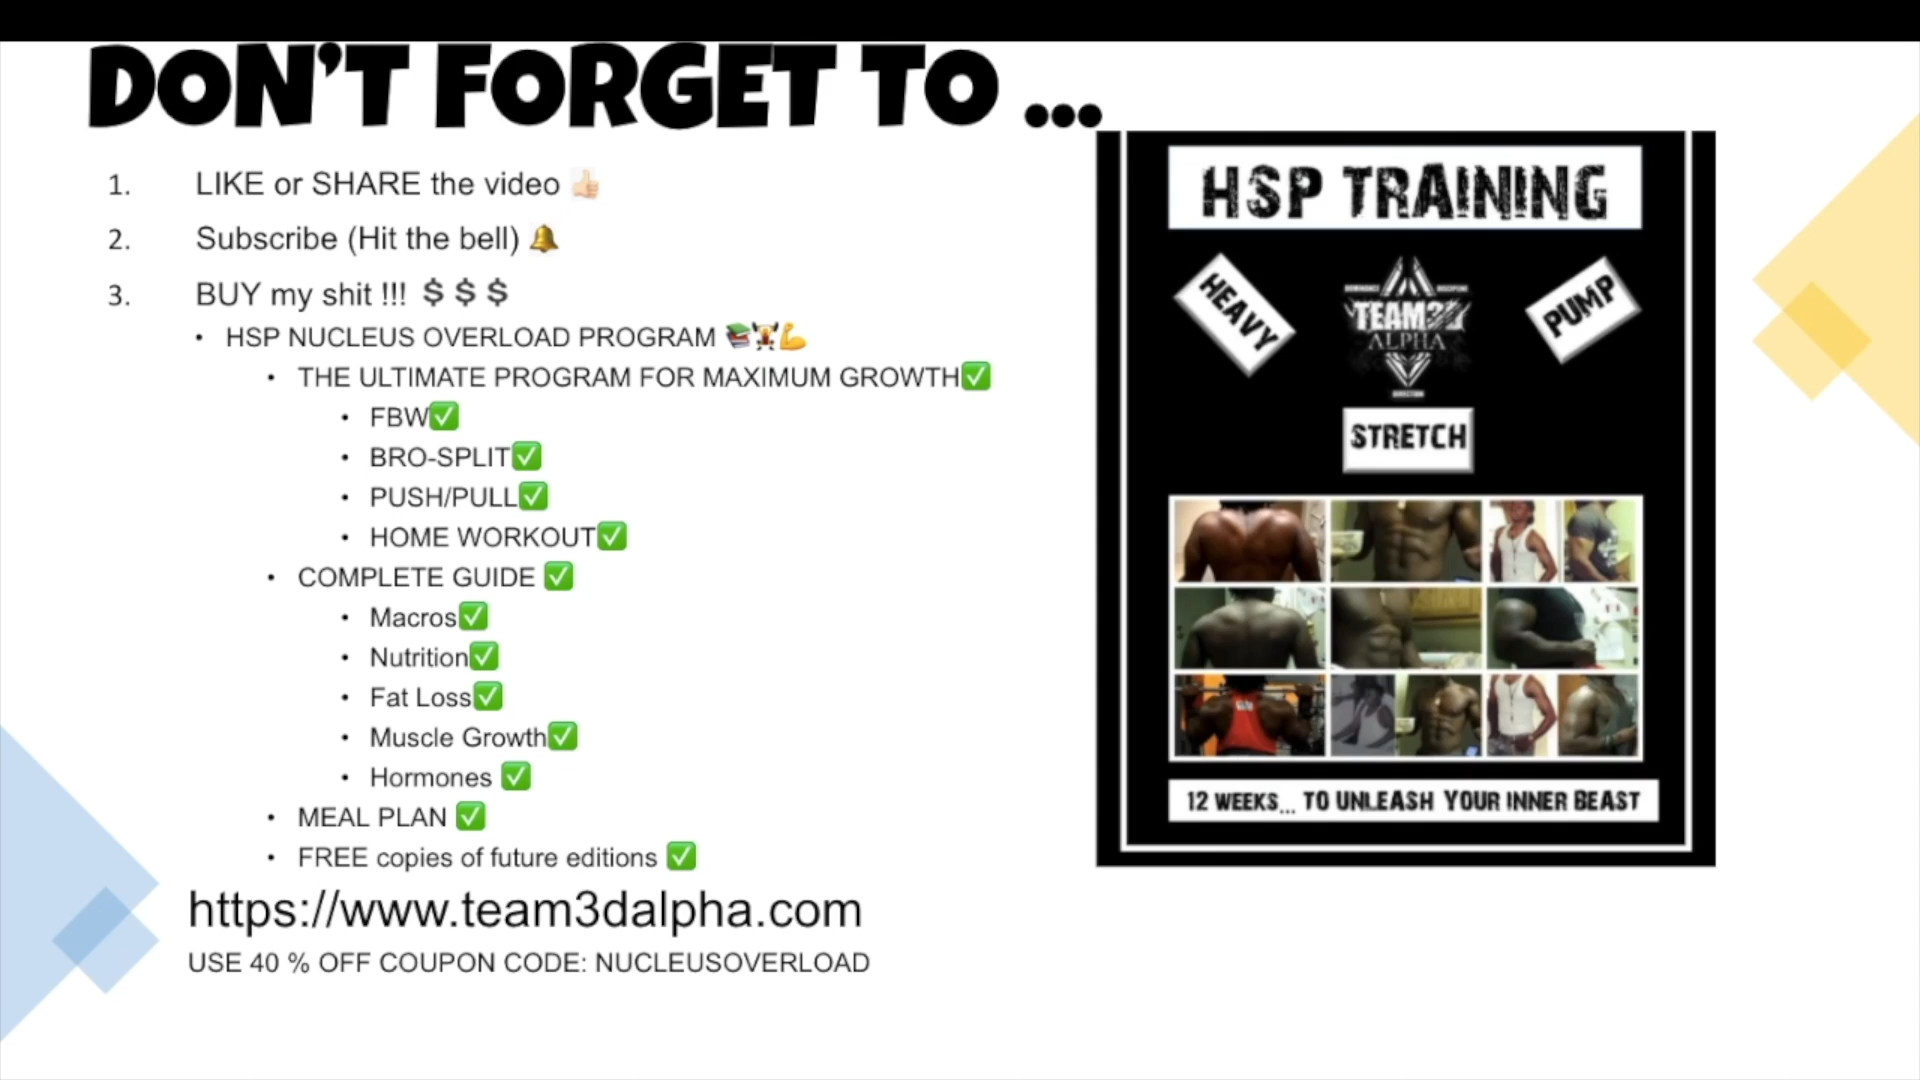 DON'T FORGET TO ...
1. LIKE or SHARE the video 👍🏻
2. Subscribe (Hit the bell) 🔔
3. BUY my shit !!! $ $ $
• HSP NUCLEUS OVERLOAD PROGRAM 📚🏋💪
• THE ULTIMATE PROGRAM FOR MAXIMUM GROWTH✅
• FBW✅
• BRO-SPLIT✅
• PUSH/PULL✅
• HOME WORKOUT✅
• COMPLETE GUIDE ✅
• Macros✅
• Nutrition✅
• Fat Loss✅
• Muscle Growth✅
• Hormones ✅
• MEAL PLAN ✅
• FREE copies of future editions ✅
https://www.team3dalpha.com
USE 40 % OFF COUPON CODE: NUCLEUSOVERLOAD
HSP TRAINING
HEAVY
TEAM3D
ALPHA
PUMP
STRETCH
12 WEEKS... TO UNLEASH YOUR INNER BEAST